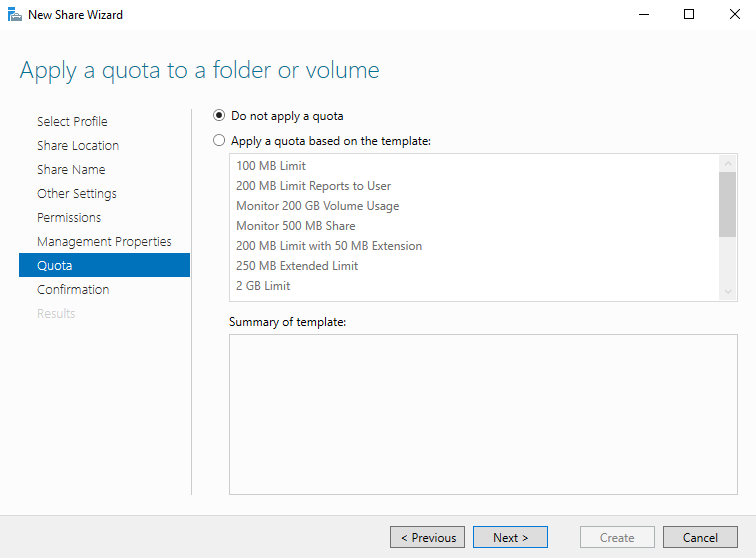 New Share Wizard
Apply a quota to a folder or volume
Select Profile
Share Location
Share Name
Other Settings
Permissions
Management Properties
Quota
Confirmation
Results
Do not apply a quota
Apply a quota based on the template:
100 MB Limit
200 MB Limit Reports to User
Monitor 200 GB Volume Usage
Monitor 500 MB Share
200 MB Limit with 50 MB Extension
250 MB Extended Limit
2 GB Limit
Summary of template:
< Previous
Next >
Create
Cancel